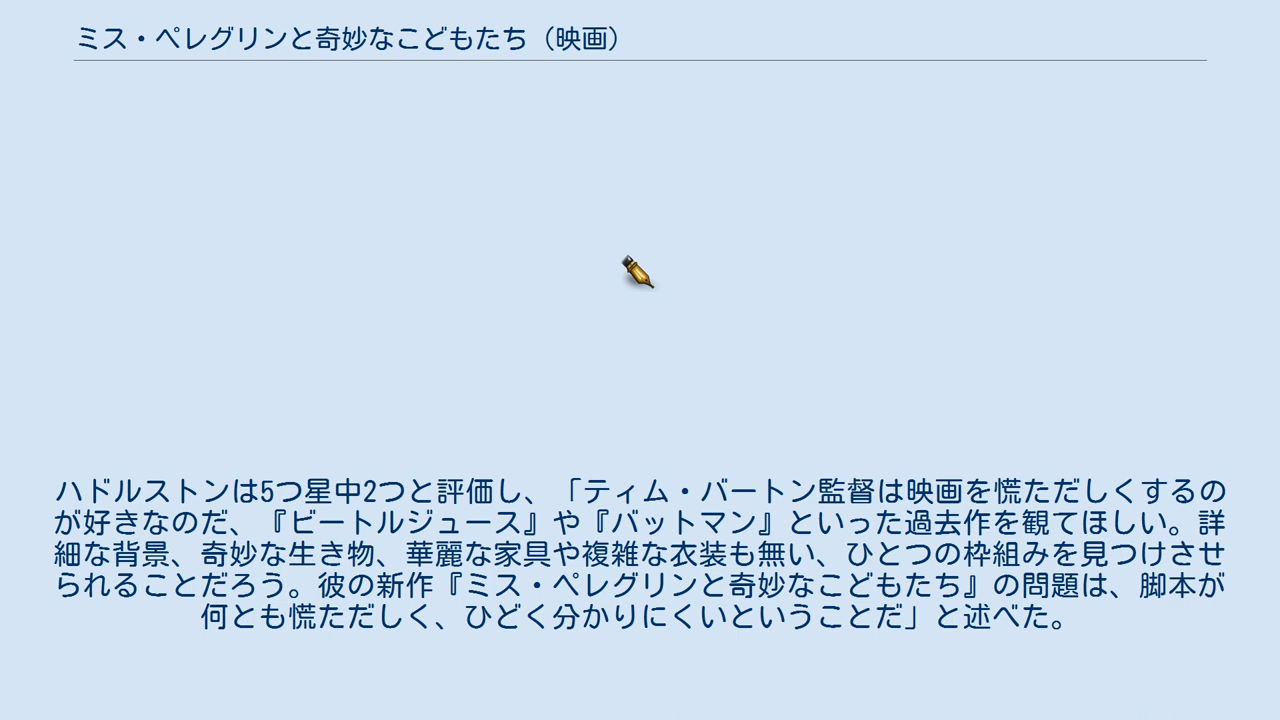 ミス・ペレグリンと奇妙なこどもたち（映画）
ハドルストンは5つ星中2つと評価し、「ティム・バートン監督は映画を慌ただしくするの
が好きなのだ、『ビートルジュース』や『バットマン』といった過去作を観てほしい。詳
細な背景、奇妙な生き物、華麗な家具や複雑な衣装も無い、ひとつの枠組みを見つけさせ
られることだろう。彼の新作『ミス・ペレグリンと奇妙なこどもたち』の問題は、脚本が
何とも慌ただしく、ひどく分かりにくいということだ」と述べた。